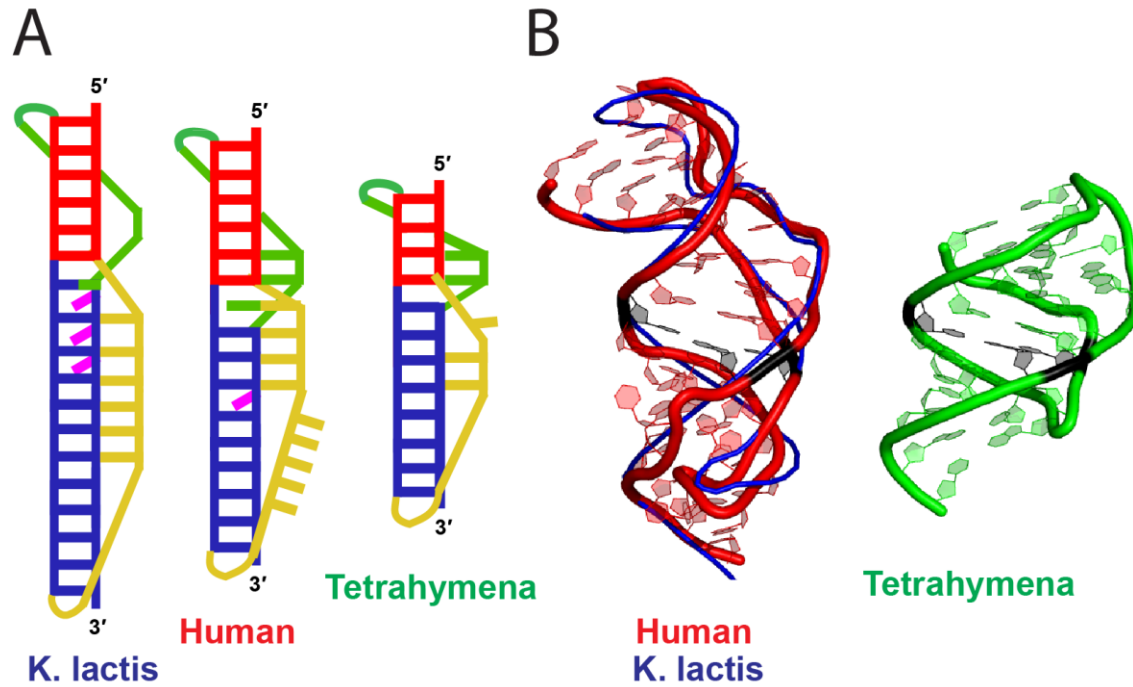 A
B
5′
5′
5′
3′
3′
3′
Tetrahymena
Human
K. lactis
Human
K. lactis
Tetrahymena